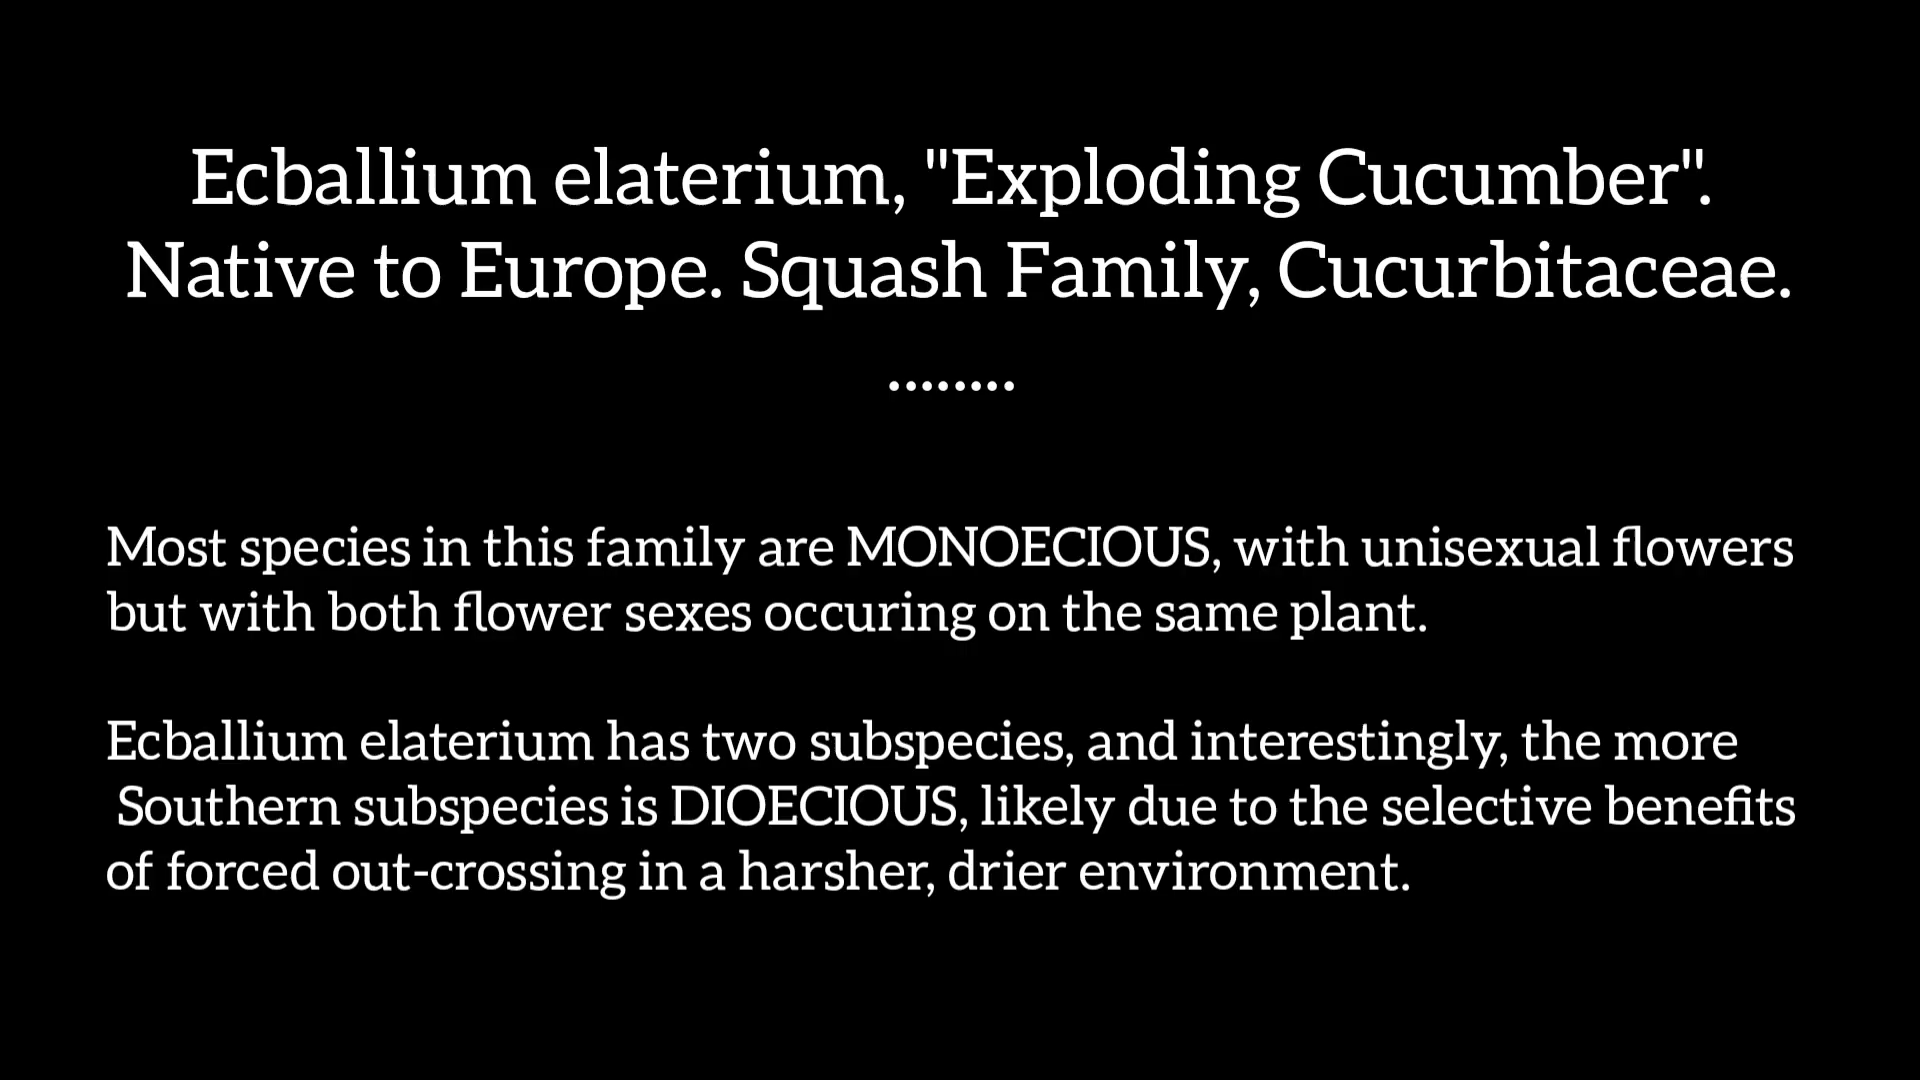 Ecballium elaterium, "Exploding Cucumber".
Native to Europe. Squash Family, Cucurbitaceae.
........
Most species in this family are MONOECIOUS, with unisexual flowers
but with both flower sexes occuring on the same plant.
Ecballium elaterium has two subspecies, and interestingly, the more
Southern subspecies is DIOECIOUS, likely due to the selective benefits
of forced out-crossing in a harsher, drier environment.